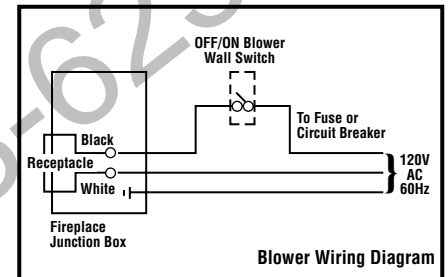 OFF/ON Blower
Wall Switch
To Fuse or
Circuit Breaker
Black
Receptacle
White
120V
AC
60Hz
Fireplace
Junction Box
Blower Wiring Diagram